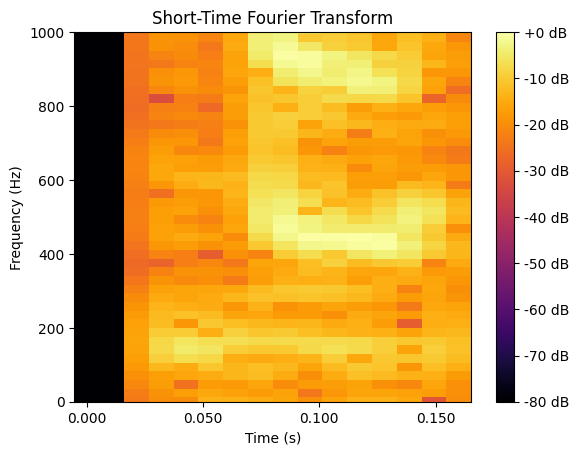 Short-Time Fourier Transform
Frequency (Hz)
1000
800
600
400
200
0
0.000
0.050
0.100
0.150
Time (s)
+0 dB
-10 dB
-20 dB
-30 dB
-40 dB
-50 dB
-60 dB
-70 dB
-80 dB